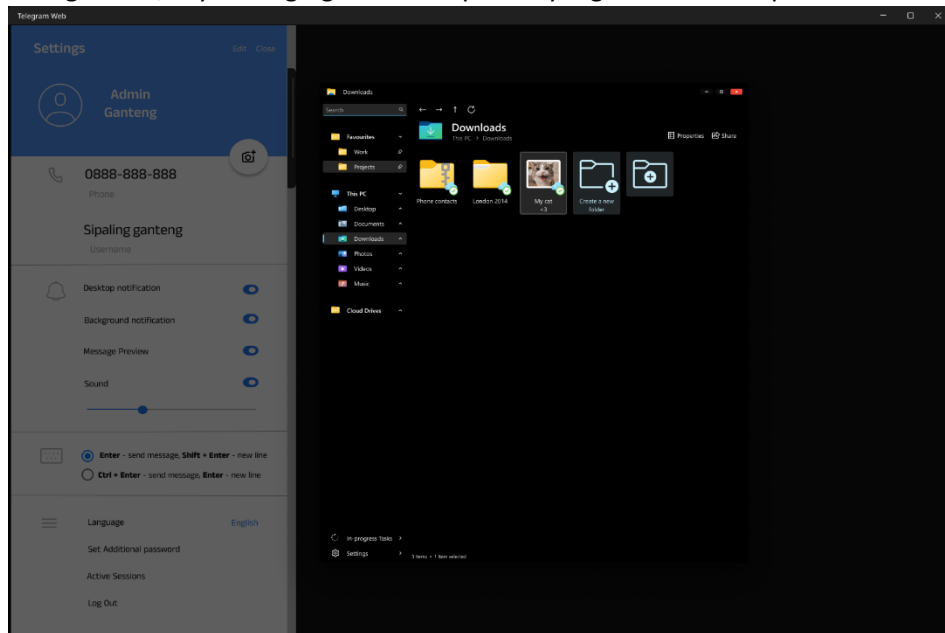 Telegram Web
Settings
Edit Close
Admin
Ganteng
0888-888-888
Phone
Sipaling ganteng
Username
Desktop notification
Background notification
Message Preview
Sound
Enter - send message, Shift + Enter - new line
Ctrl + Enter - send message, Enter - new line
Language English
Set Additional password
Active Sessions
Log Out
Downloads
Search
Downloads
This PC > Downloads
Properties Share
Favourites
Work
Projects
This PC
Desktop
Documents
Downloads
Photos
Videos
Music
Cloud Drives
Phone contacts
London 2014
My cat
<3
Create a new
folder
In-progress Tasks
Settings
3 items • 1 item selected